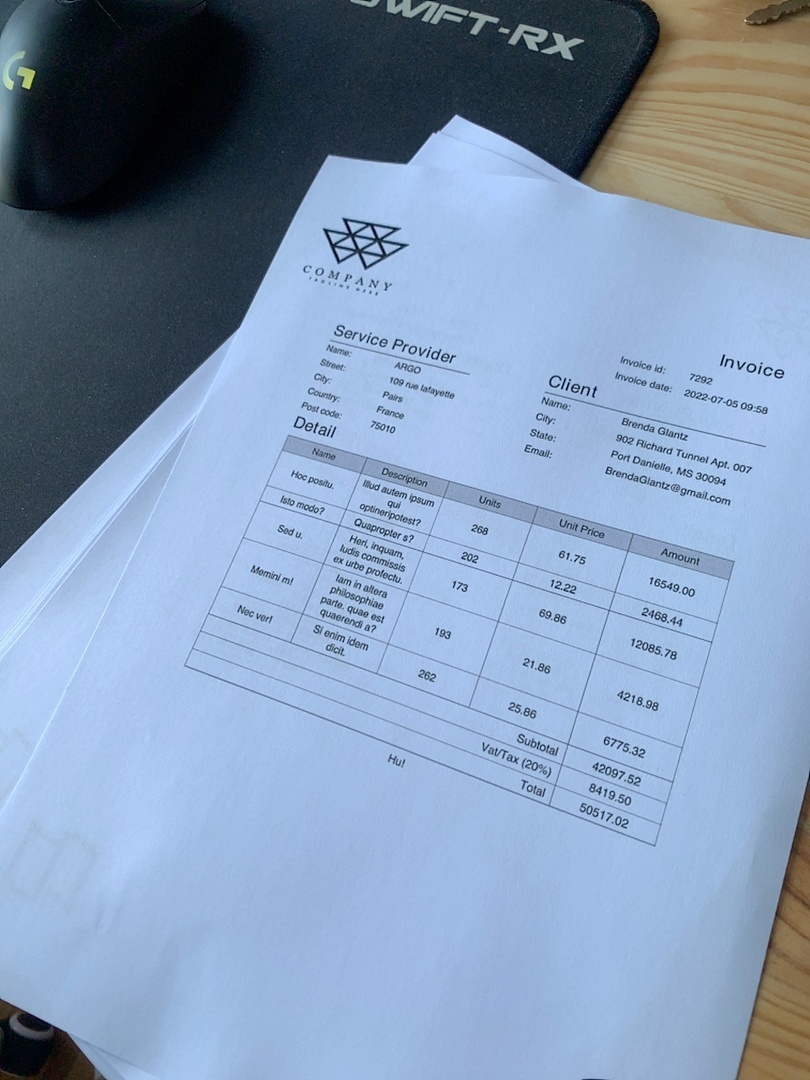 SWIFT-RX
COMPANY
TAGLINE HERE
Invoice
Invoice id: 7292
Invoice date: 2022-07-05 09:58
Service Provider
Name: ARGO
Street: 109 rue lafayette
City: Pairs
Country: France
Post code: 75010
Client
Name: Brenda Glantz
City: 902 Richard Tunnel Apt. 007
State: Port Danielle, MS 30094
Email: BrendaGlantz@gmail.com
Detail
Name Description Units Unit Price Amount
Hoc positu. Illud autem ipsum 268 61.75 16549.00
qui
optineripotest?
Isto modo? Quapropter s? 202 12.22 2468.44
Sed u. Heri, inquam, 173 69.86 12085.78
ludis commissis
ex urbe profectu.
Memini m! Iam in altera 193 21.86 4218.98
philosophiae
parte. quae est
quaerendi a?
Nec ver! Si enim idem 262 25.86 6775.32
dicit.
Subtotal 42097.52
Vat/Tax (20%) 8419.50
Total 50517.02
Hu!